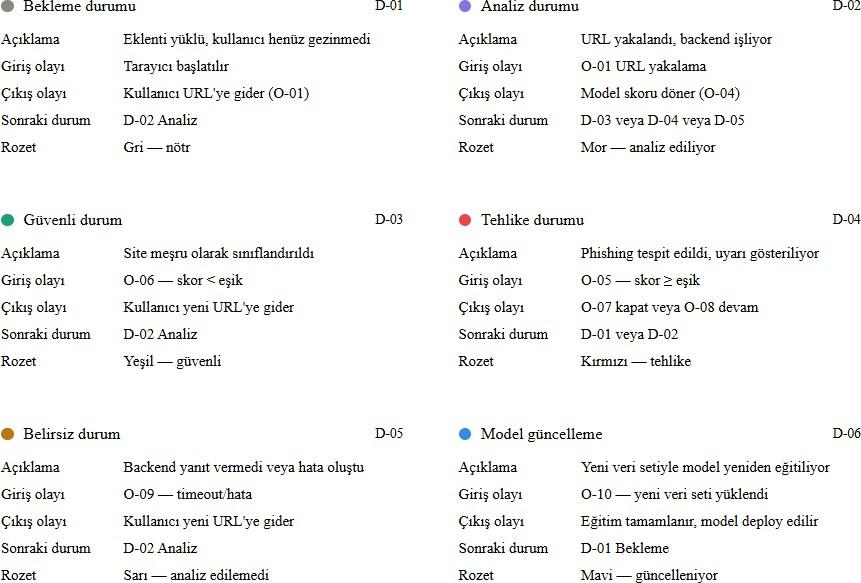 Bekleme durumu D-01
Açıklama Eklenti yüklü, kullanıcı henüz gezinmedi
Giriş olayı Tarayıcı başlatılır
Çıkış olayı Kullanıcı URL'ye gider (O-01)
Sonraki durum D-02 Analiz
Rozet Gri — nötr
Analiz durumu D-02
Açıklama URL yakalandı, backend işliyor
Giriş olayı O-01 URL yakalama
Çıkış olayı Model skoru döner (O-04)
Sonraki durum D-03 veya D-04 veya D-05
Rozet Mor — analiz ediliyor
Güvenli durum D-03
Açıklama Site meşru olarak sınıflandırıldı
Giriş olayı O-06 — skor < eşik
Çıkış olayı Kullanıcı yeni URL'ye gider
Sonraki durum D-02 Analiz
Rozet Yeşil — güvenli
Tehlike durumu D-04
Açıklama Phishing tespit edildi, uyarı gösteriliyor
Giriş olayı O-05 — skor ≥ eşik
Çıkış olayı O-07 kapat veya O-08 devam
Sonraki durum D-01 veya D-02
Rozet Kırmızı — tehlike
Belirsiz durum D-05
Açıklama Backend yanıt vermedi veya hata oluştu
Giriş olayı O-09 — timeout/hata
Çıkış olayı Kullanıcı yeni URL'ye gider
Sonraki durum D-02 Analiz
Rozet Sarı — analiz edilemedi
Model güncelleme D-06
Açıklama Yeni veri setiyle model yeniden eğitiliyor
Giriş olayı O-10 — yeni veri seti yüklendi
Çıkış olayı Eğitim tamamlanır, model deploy edilir
Sonraki durum D-01 Bekleme
Rozet Mavi — güncelleniyor